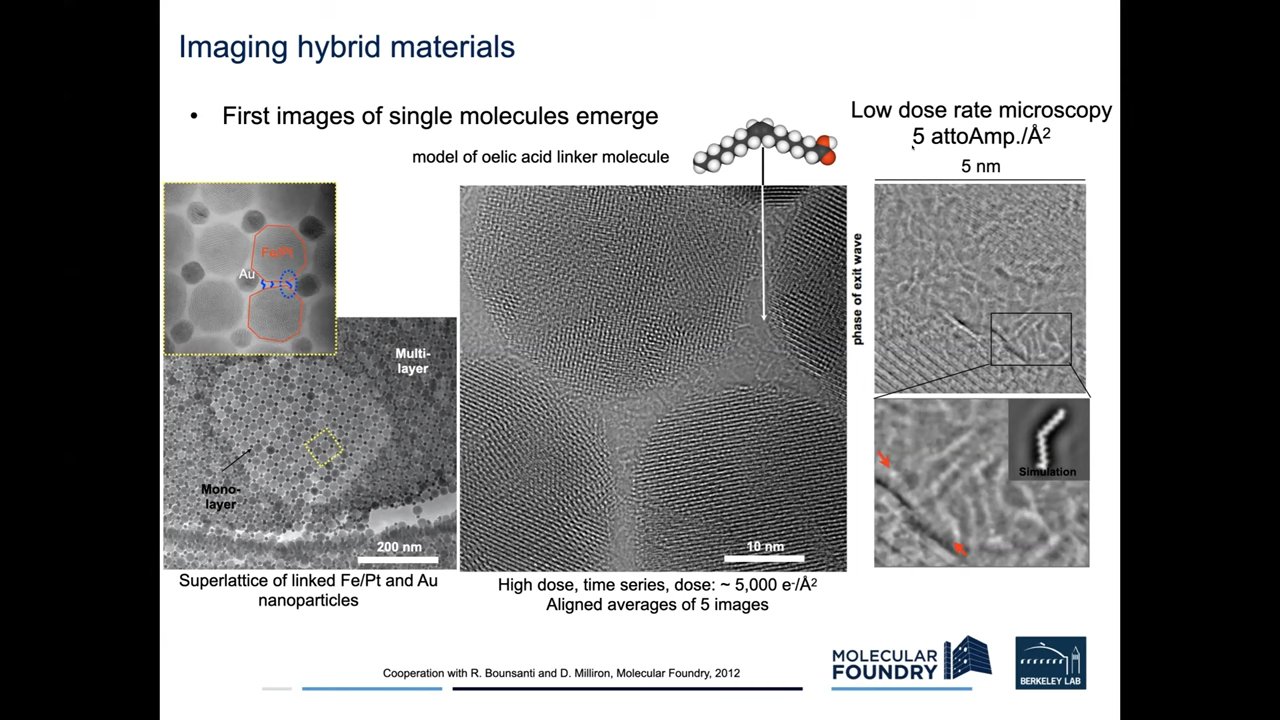 Imaging hybrid materials
• First images of single molecules emerge
model of oelic acid linker molecule
Low dose rate microscopy
5 attoAmp./Å²
5 nm
Fe/Pt
Au
Multi-
layer
Mono-
layer
200 nm
Superlattice of linked Fe/Pt and Au
nanoparticles
10 nm
High dose, time series, dose: ~ 5,000 e⁻/Å²
Aligned averages of 5 images
phase of exit wave
Simulation
Cooperation with R. Bounsanti and D. Milliron, Molecular Foundry, 2012
MOLECULAR
FOUNDRY
BERKELEY LAB